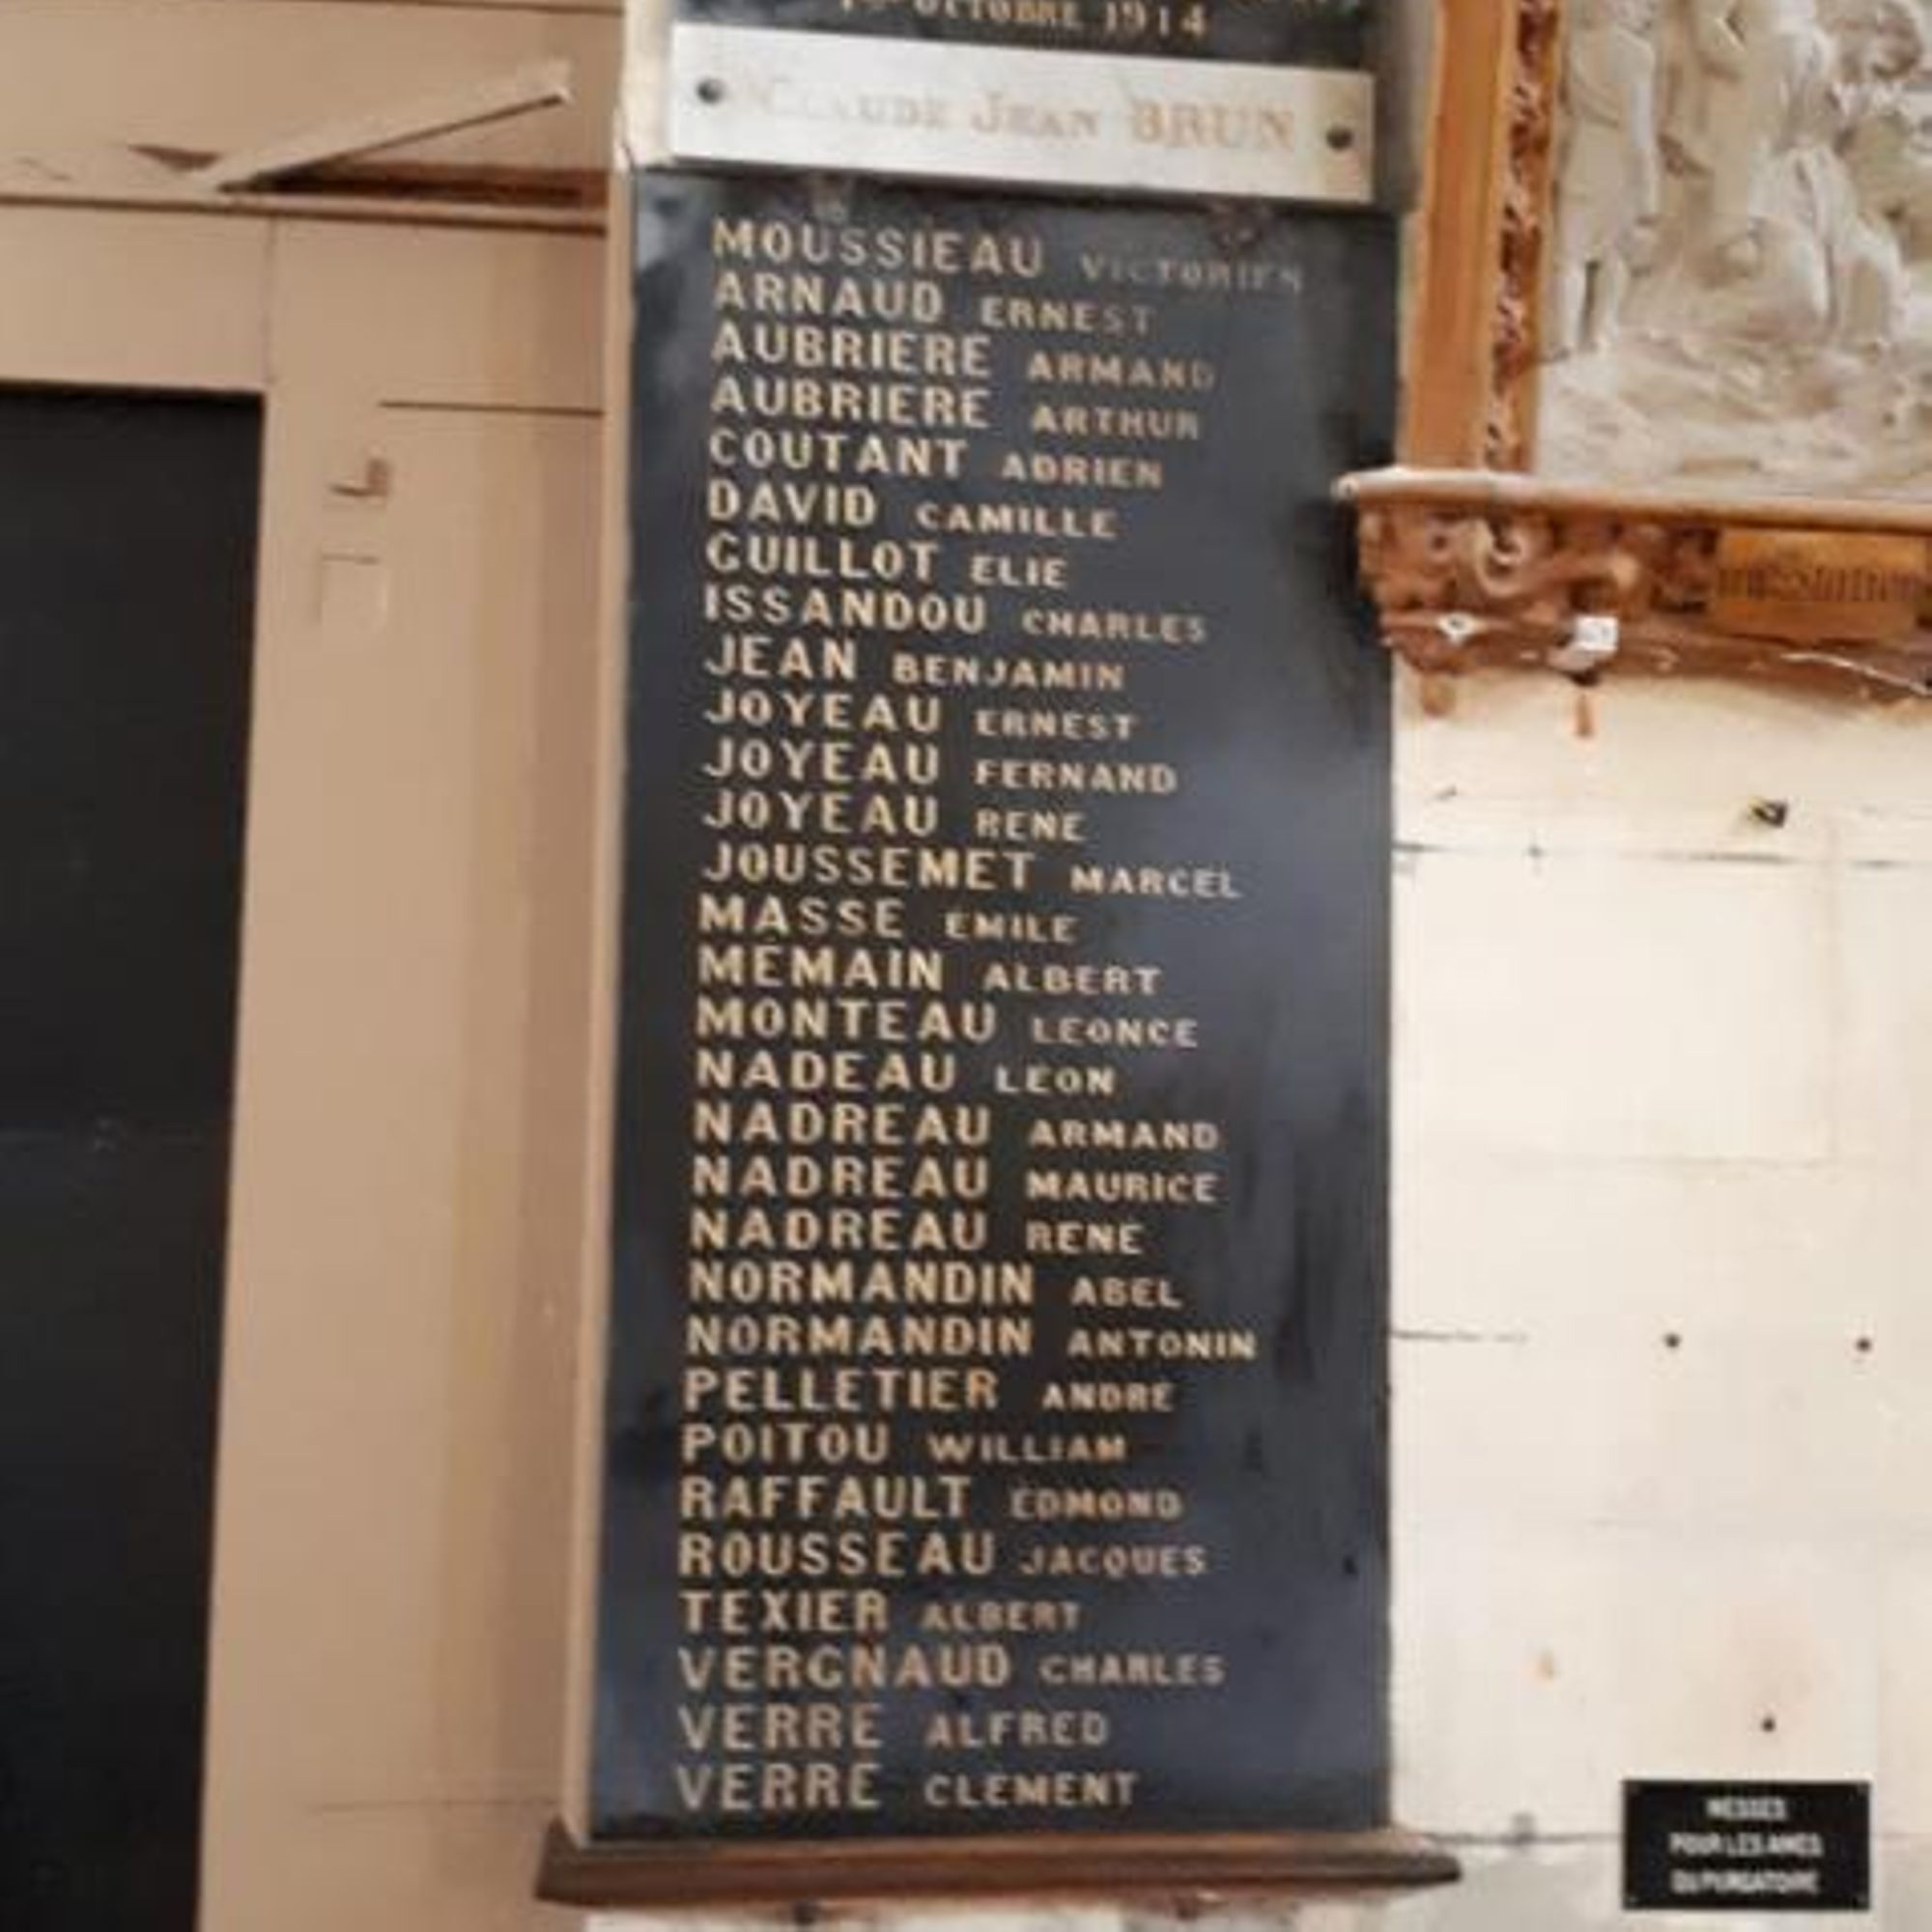 OCTOBRE 1914
CLAUDE JEAN BRUN
MOUSSIEAU VICTORIEN
ARNAUD ERNEST
AUBRIERE ARMAND
AUBRIERE ARTHUR
COUTANT ADRIEN
DAVID CAMILLE
GUILLOT ELIE
ISSANDOU CHARLES
JEAN BENJAMIN
JOYEAU ERNEST
JOYEAU FERNAND
JOYEAU RENE
JOUSSEMET MARCEL
MASSE EMILE
MÉMAIN ALBERT
MONTEAU LEONCE
NADEAU LEON
NADREAU ARMAND
NADREAU MAURICE
NADREAU RENE
NORMANDIN ABEL
NORMANDIN ANTONIN
PELLETIER ANDRE
POITOU WILLIAM
RAFFAULT EDMOND
ROUSSEAU JACQUES
TEXIER ALBERT
VERGNAUD CHARLES
VERRE ALFRED
VERRE CLEMENT
MESSES
POUR LES AMES
DU PURGATOIRE